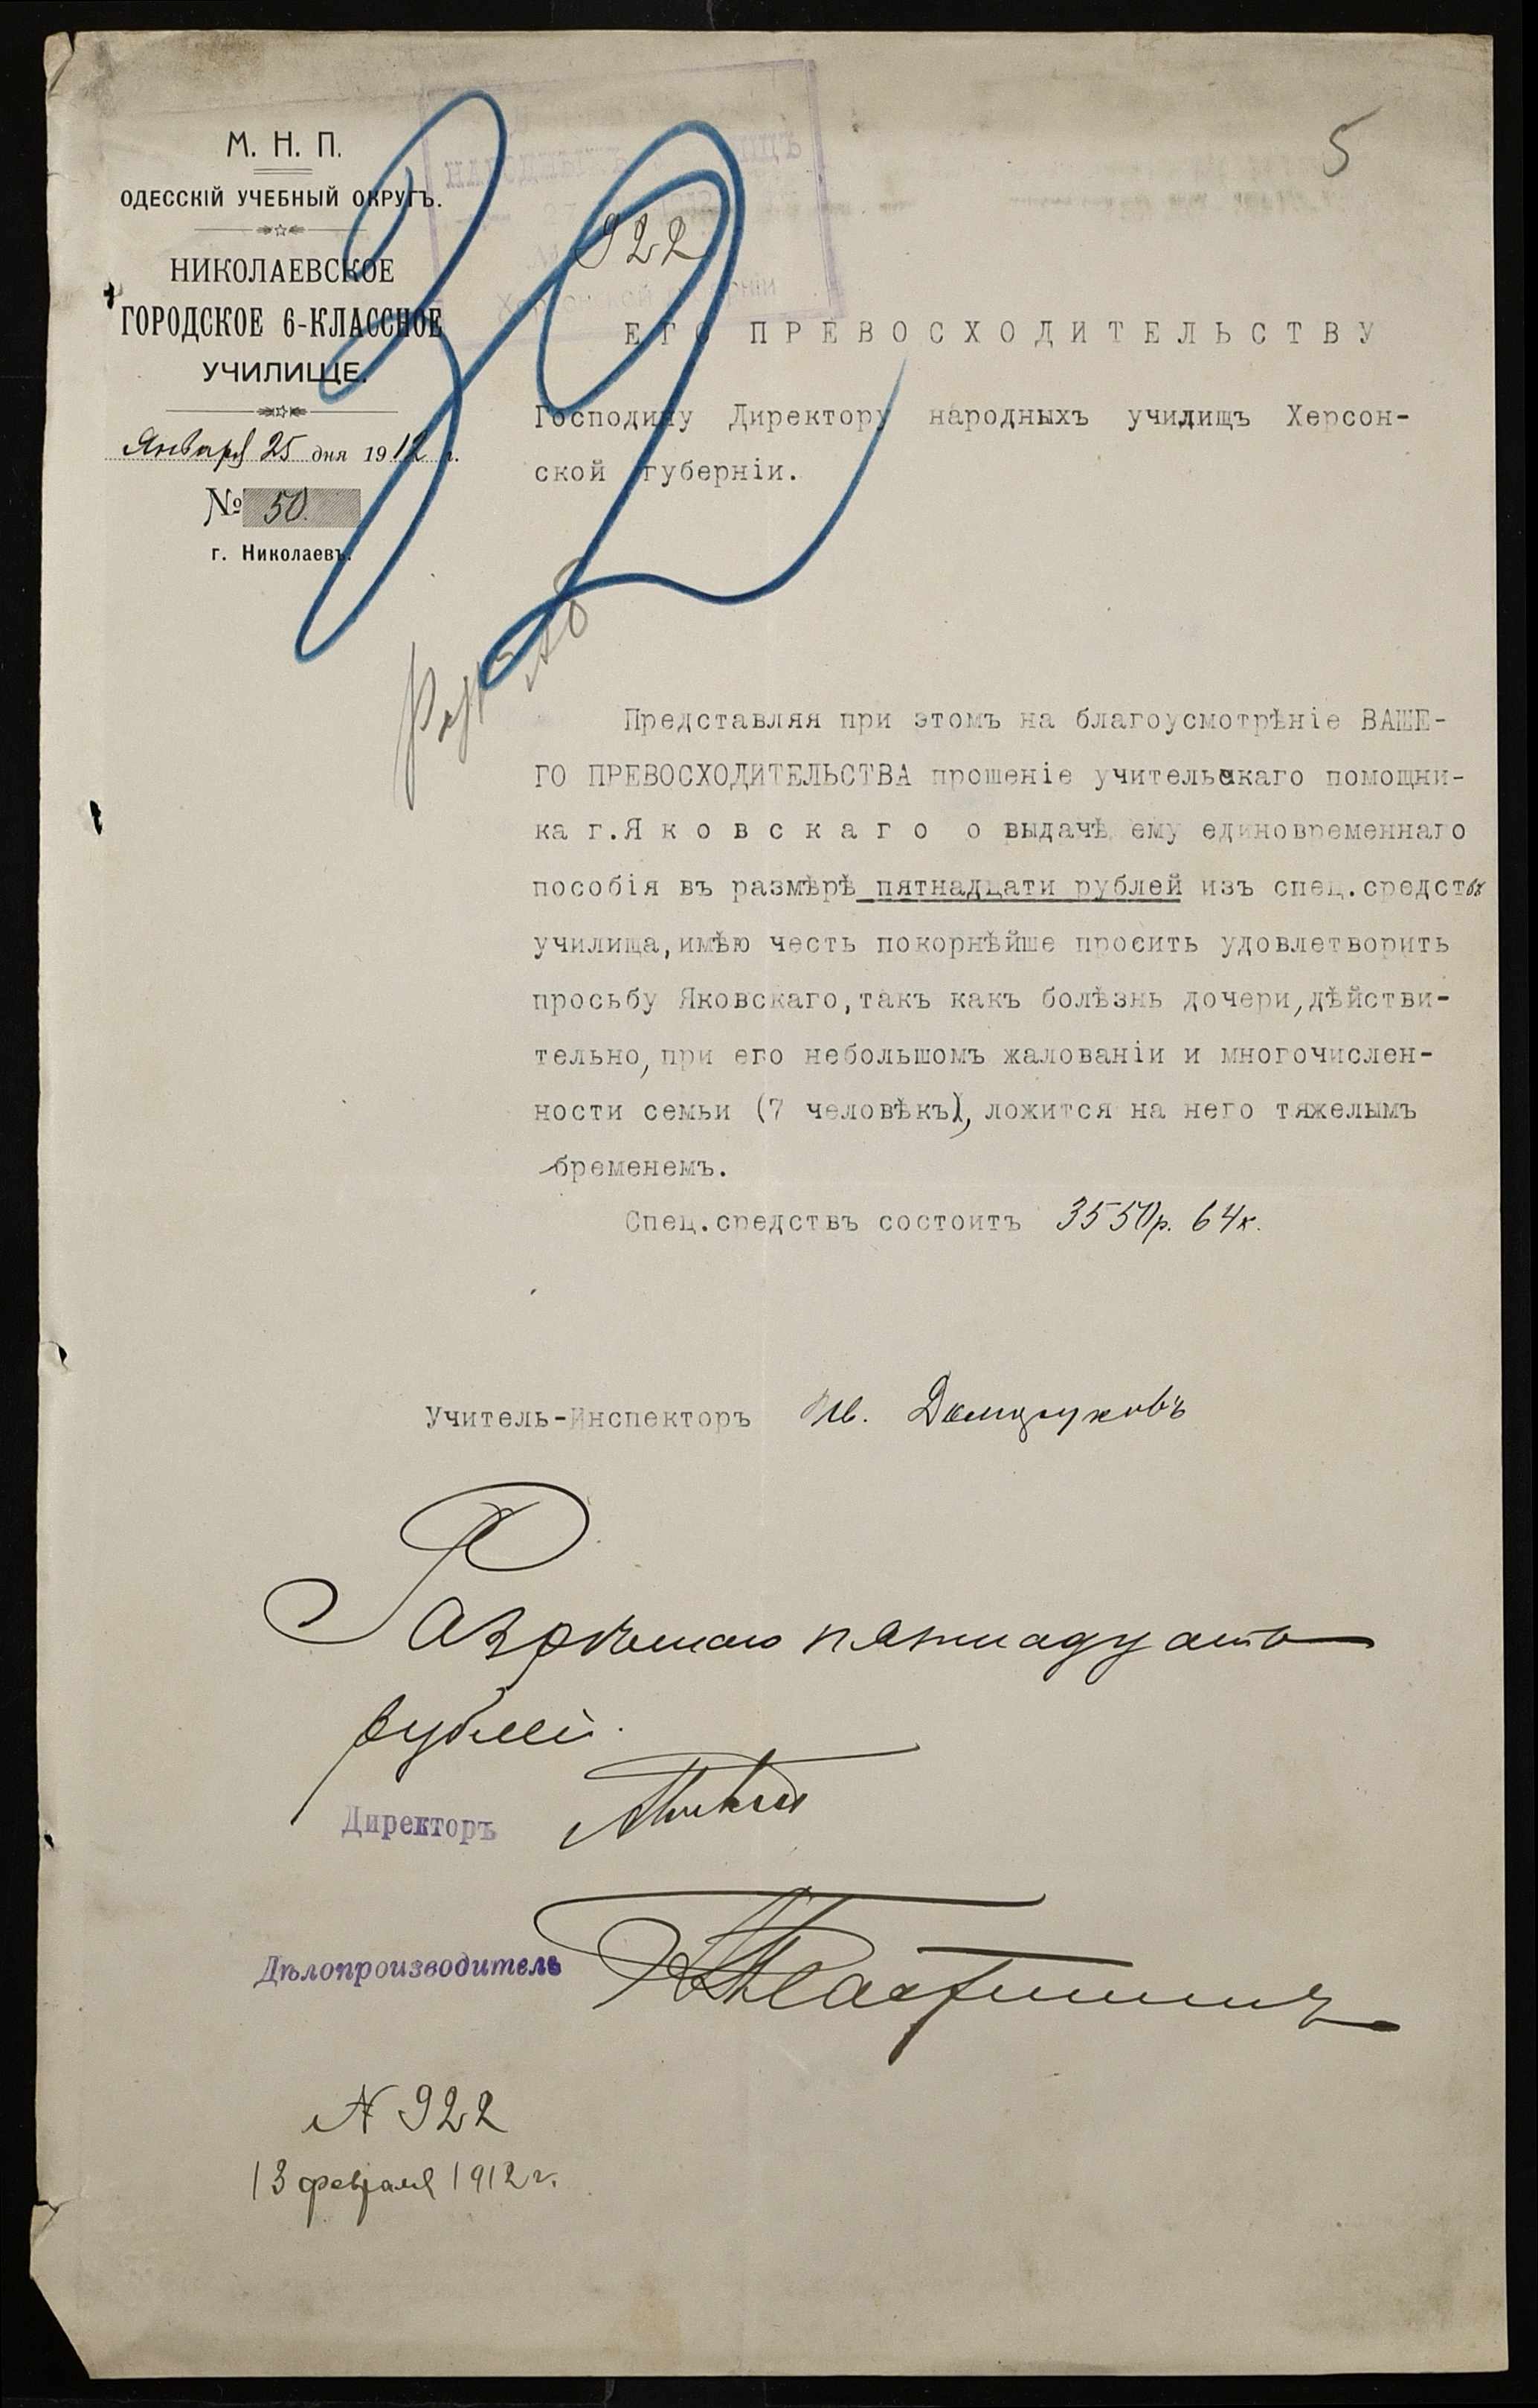 5
М. Н. П.
ОДЕССКІЙ УЧЕБНЫЙ ОКРУГЪ.
НИКОЛАЕВСКОЕ
ГОРОДСКОЕ 6-КЛАССНОЕ
УЧИЛИЩЕ.
Января 25 дня 1912 г.
№ 50.
г. Николаевъ.
922
ЕГО ПРЕВОСХОДИТЕЛЬСТВУ
Господину Директору народныхъ училищъ Херсон-
ской губерніи.
Представляя при этомъ на благоусмотрѣніе ВАШЕ-
ГО ПРЕВОСХОДИТЕЛЬСТВА прошеніе учительскаго помощни-
ка г.Яковскаго о выдачѣ ему единовременнаго
пособія въ размѣрѣ пятнадцати рублей изъ спец.средствъ
училища,имѣю честь покорнѣйше просить удовлетворить
просьбу Яковскаго,такъ какъ болѣзнь дочери,дѣйстви-
тельно,при его небольшомъ жалованіи и многочислен-
ности семьи (7 человѣкъ), ложится на него тяжелымъ
бременемъ.
Спец.средствъ состоитъ 3550р. 64к.
Учитель-Инспекторъ
Разрѣшаю пятнадцать
рублей.
Директоръ
Дѣлопроизводитель
№ 922
13 февраля 1912 г.